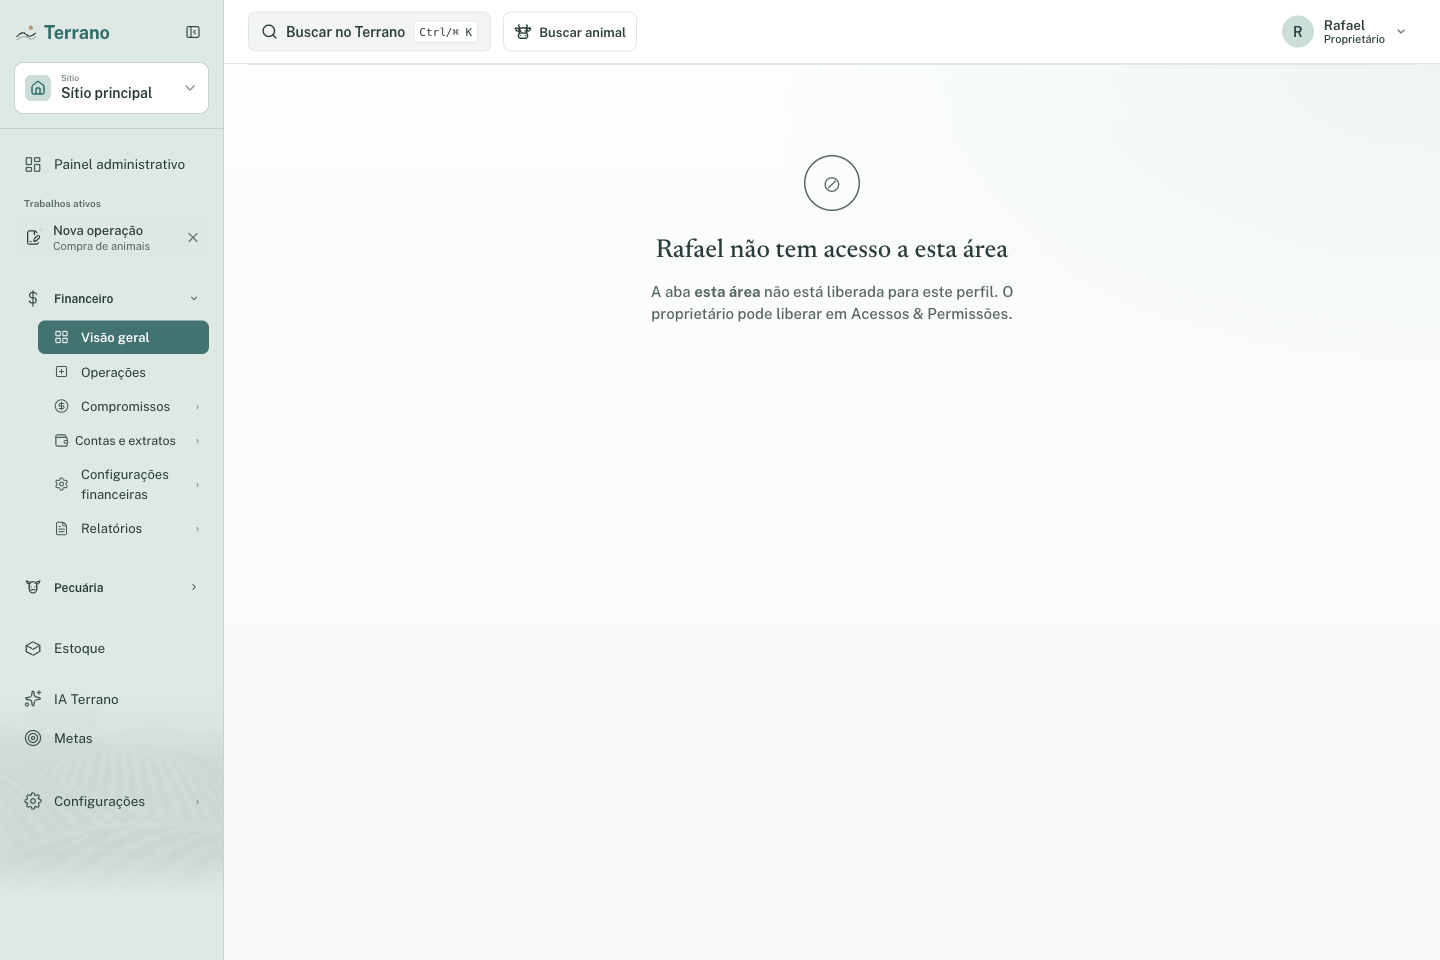 Terrano
Sítio
Sítio principal
Painel administrativo
Trabalhos ativos
Nova operação
Compra de animais
Financeiro
Visão geral
Operações
Compromissos
Contas e extratos
Configurações
financeiras
Relatórios
Pecuária
Estoque
IA Terrano
Metas
Configurações
Buscar no Terrano Ctrl/⌘ K
Buscar animal
R
Rafael
Proprietário
Rafael não tem acesso a esta área
A aba esta área não está liberada para este perfil. O
proprietário pode liberar em Acessos & Permissões.